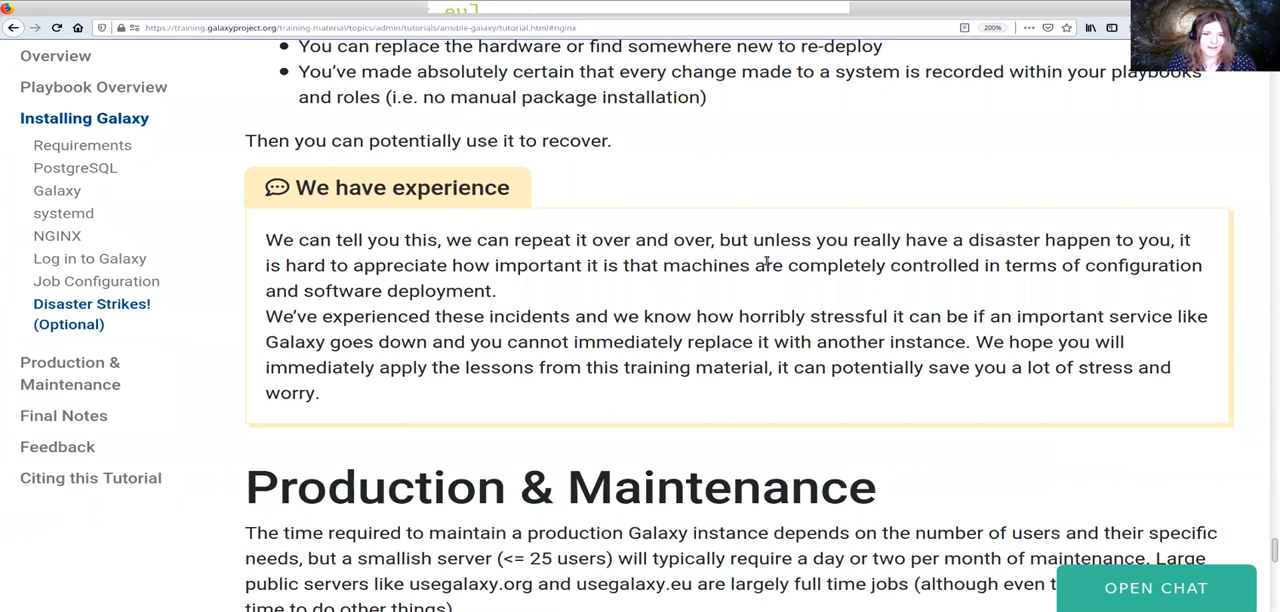 eu]
https://training.galaxyproject.org/training-material/topics/admin/tutorials/ansible-galaxy/tutorial.html#nginx
200%
Overview
Playbook Overview
Installing Galaxy
Requirements
PostgreSQL
Galaxy
systemd
NGINX
Log in to Galaxy
Job Configuration
Disaster Strikes!
(Optional)
Production &
Maintenance
Final Notes
Feedback
Citing this Tutorial
You can replace the hardware or find somewhere new to re-deploy
You've made absolutely certain that every change made to a system is recorded within your playbooks
and roles (i.e. no manual package installation)
Then you can potentially use it to recover.
We have experience
We can tell you this, we can repeat it over and over, but unless you really have a disaster happen to you, it
is hard to appreciate how important it is that machines are completely controlled in terms of configuration
and software deployment.
We've experienced these incidents and we know how horribly stressful it can be if an important service like
Galaxy goes down and you cannot immediately replace it with another instance. We hope you will
immediately apply the lessons from this training material, it can potentially save you a lot of stress and
worry.
Production & Maintenance
The time required to maintain a production Galaxy instance depends on the number of users and their specific
needs, but a smallish server (<= 25 users) will typically require a day or two per month of maintenance. Large
public servers like usegalaxy.org and usegalaxy.eu are largely full time jobs (although even
time to do other things).
OPEN CHAT